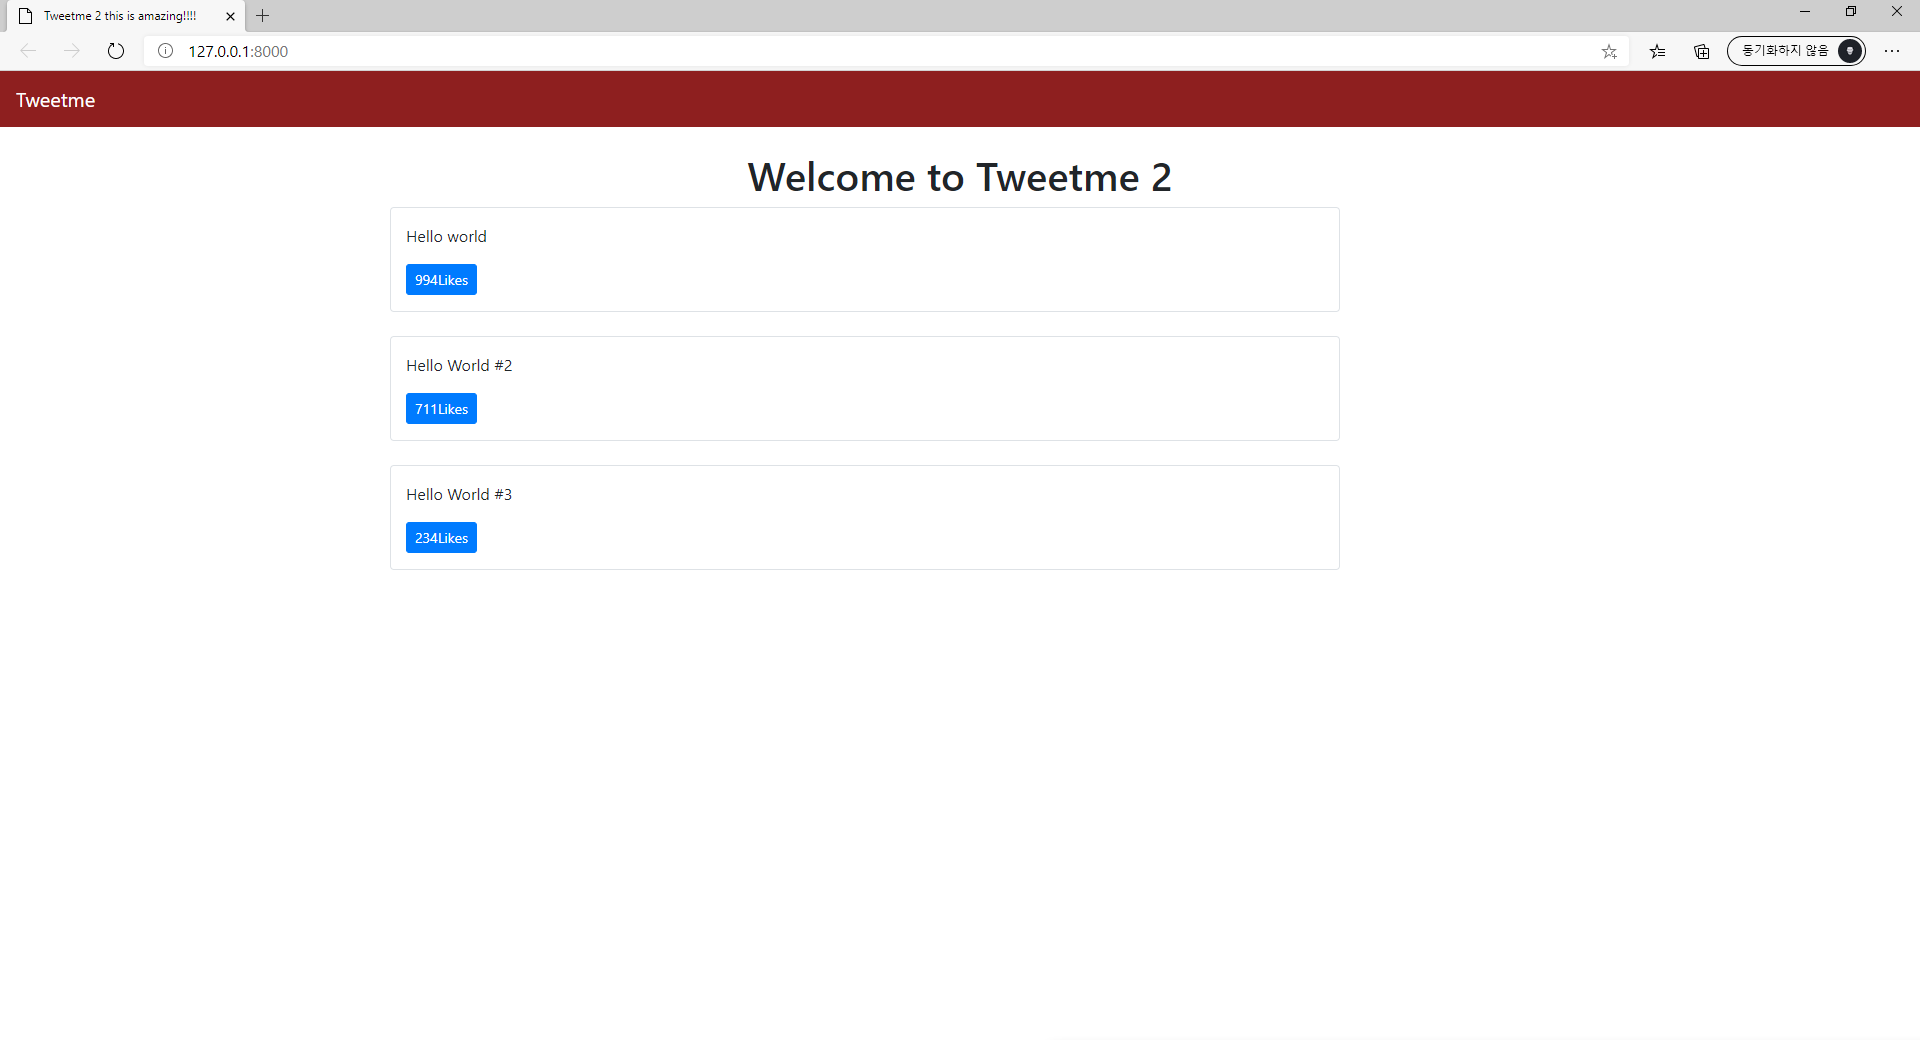 Tweetme 2 this is amazing!!!!
127.0.0.1:8000
동기화하지 않음
Tweetme
Welcome to Tweetme 2
Hello world
994Likes
Hello World #2
711Likes
Hello World #3
234Likes